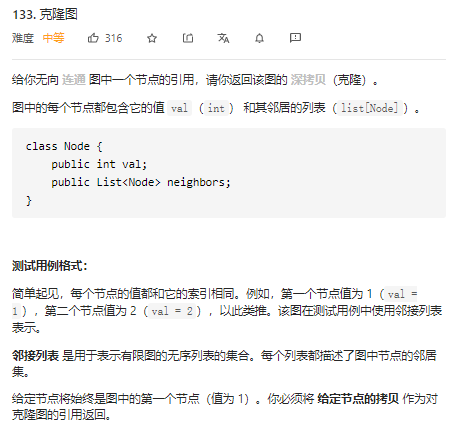 133. 克隆图
难度 中等 316
给你无向 连通 图中一个节点的引用，请你返回该图的 深拷贝（克隆）。
图中的每个节点都包含它的值 val（int）和其邻居的列表（list[Node]）。
class Node {
    public int val;
    public List<Node> neighbors;
}
测试用例格式：
简单起见，每个节点的值都和它的索引相同。例如，第一个节点值为 1（val =
1），第二个节点值为 2（val = 2），以此类推。该图在测试用例中使用邻接列表
表示。
邻接列表 是用于表示有限图的无序列表的集合。每个列表都描述了图中节点的邻居
集。
给定节点将始终是图中的第一个节点（值为 1）。你必须将 给定节点的拷贝 作为对
克隆图的引用返回。